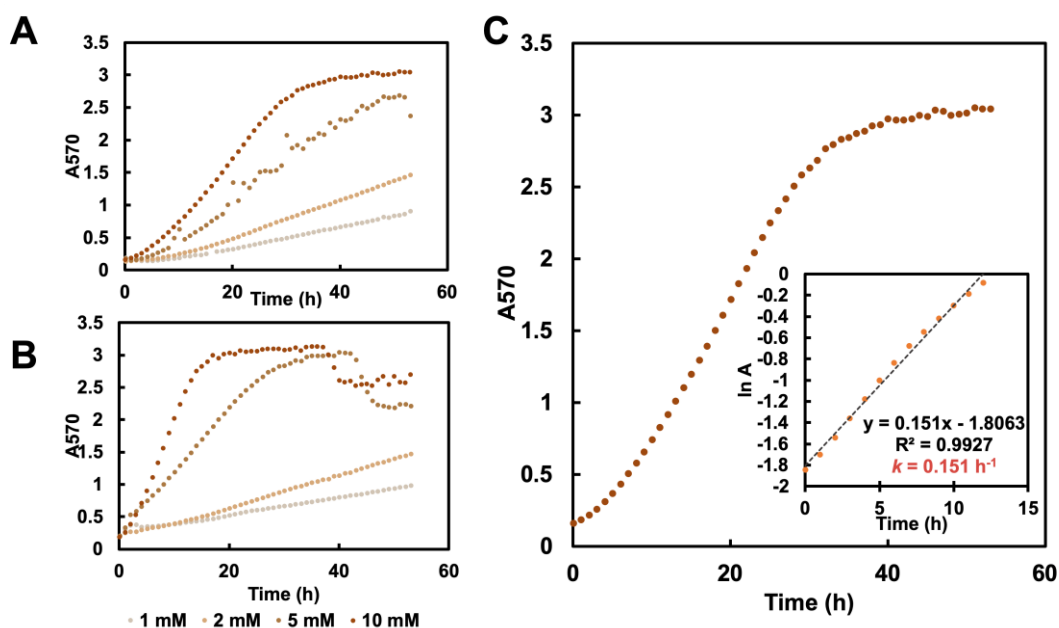 A
3.5
3
2.5
2
1.5
1
0.5
0
A570
0
20
40
60
Time (h)
B
3.5
3
2.5
2
1.5
1
0.5
0
A570
0
20
40
60
Time (h)
1 mM
2 mM
5 mM
10 mM
C
3.5
3
2.5
2
1.5
1
0.5
0
A570
0
20
40
60
Time (h)
0
-0.2
-0.4
-0.6
-0.8
-1
-1.2
-1.4
-1.6
-1.8
-2
ln A
y = 0.151x - 1.8063
R² = 0.9927
k = 0.151 h⁻¹
0
5
10
15
Time (h)